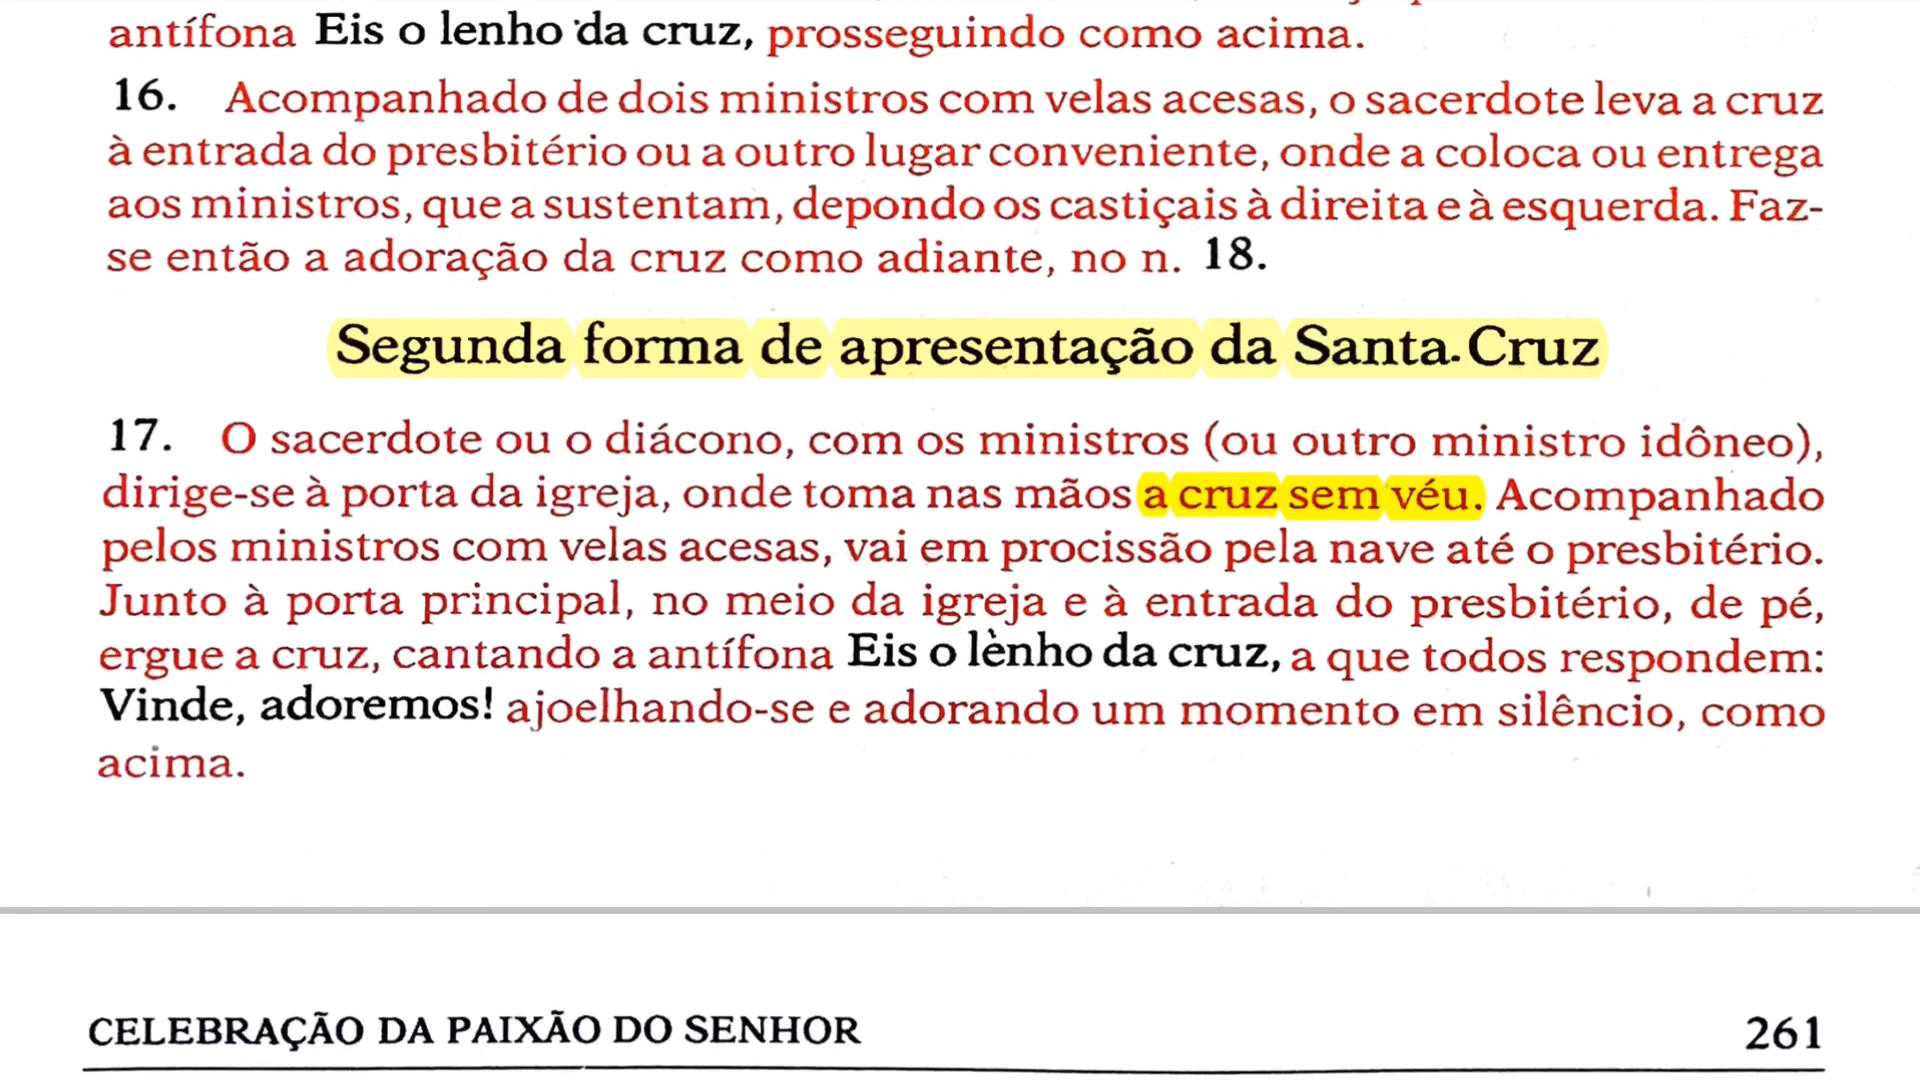 antífona Eis o lenho da cruz, prosseguindo como acima.
16. Acompanhado de dois ministros com velas acesas, o sacerdote leva a cruz
à entrada do presbitério ou a outro lugar conveniente, onde a coloca ou entrega
aos ministros, que a sustentam, depondo os castiçais à direita e à esquerda. Faz-
se então a adoração da cruz como adiante, no n. 18.
Segunda forma de apresentação da Santa Cruz
17. O sacerdote ou o diácono, com os ministros (ou outro ministro idôneo),
dirige-se à porta da igreja, onde toma nas mãos a cruz sem véu. Acompanhado
pelos ministros com velas acesas, vai em procissão pela nave até o presbitério.
Junto à porta principal, no meio da igreja e à entrada do presbitério, de pé,
ergue a cruz, cantando a antífona Eis o lenho da cruz, a que todos respondem:
Vinde, adoremos! ajoelhando-se e adorando um momento em silêncio, como
acima.
CELEBRAÇÃO DA PAIXÃO DO SENHOR 261